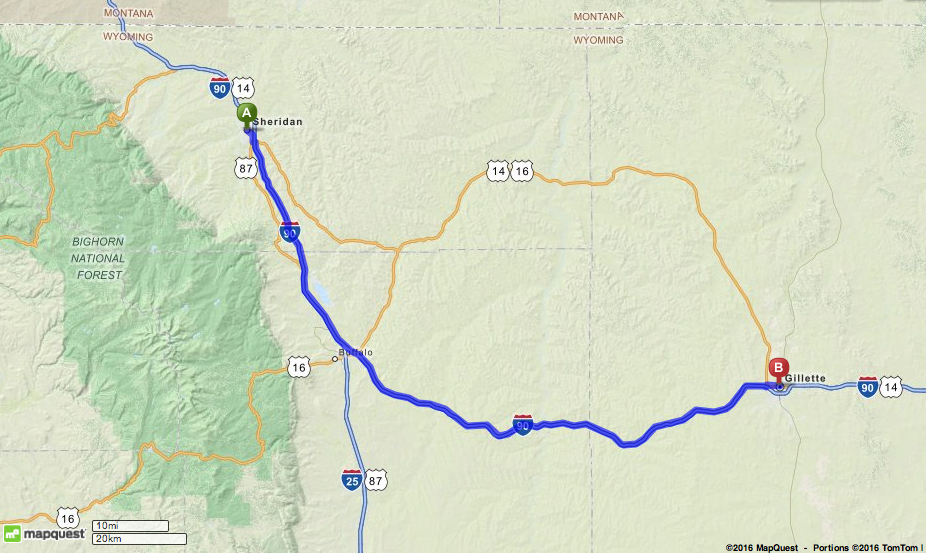 MONTANA
WYOMING
MONTANA
WYOMING
90
14
A
Sheridan
87
14
16
90
BIGHORN
NATIONAL
FOREST
Buffalo
16
B
Gillette
90
14
90
25
87
16
mapquest
10mi
20km
©2016 MapQuest - Portions ©2016 TomTom I